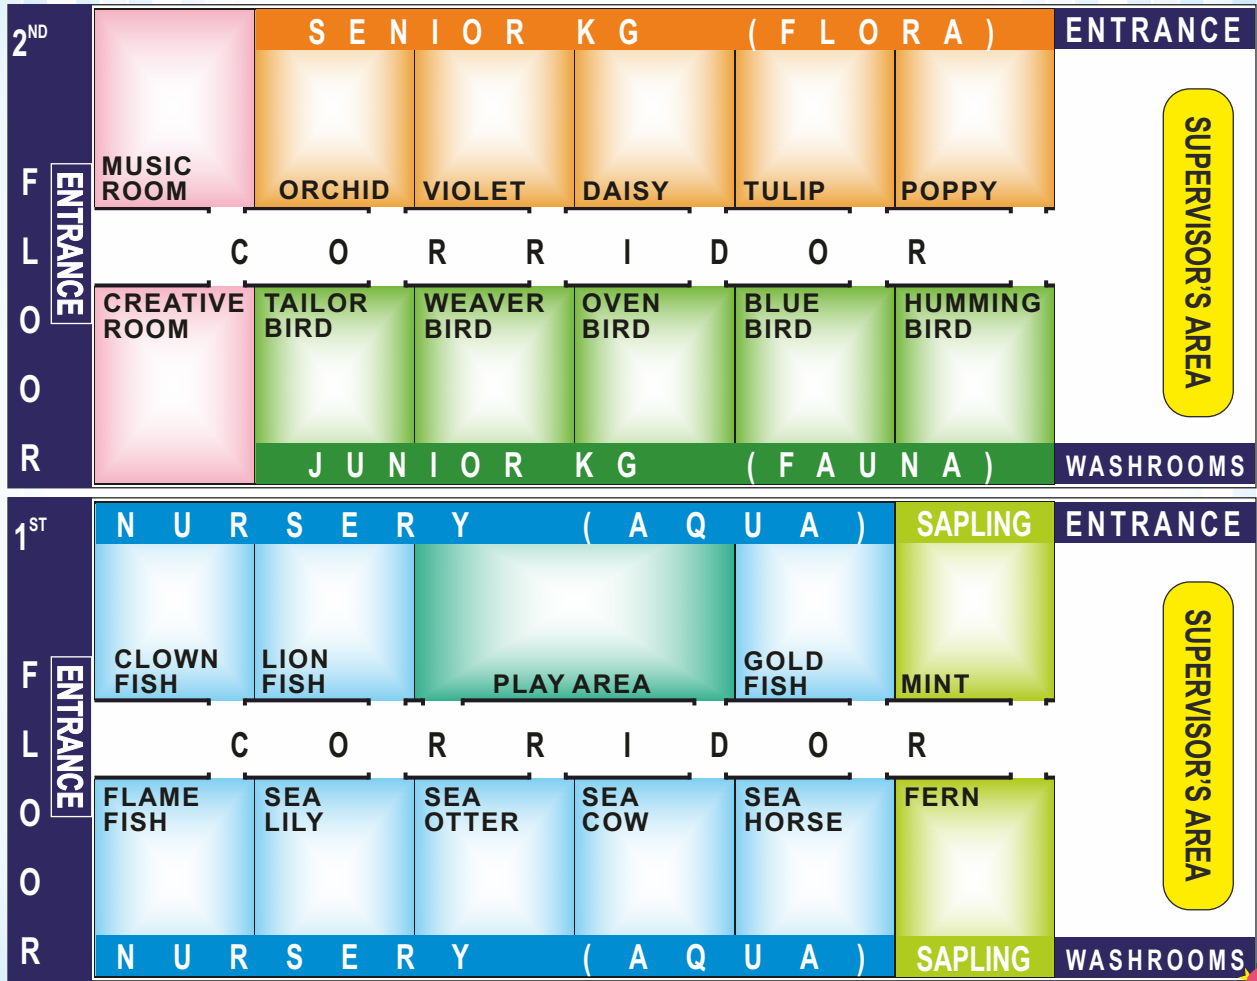 2ND FLOOR
ENTRANCE
SENIOR KG (FLORA)
ENTRANCE
MUSIC
ROOM
ORCHID
VIOLET
DAISY
TULIP
POPPY
CORRIDOR
CREATIVE
ROOM
TAILOR
BIRD
WEAVER
BIRD
OVEN
BIRD
BLUE
BIRD
HUMMING
BIRD
JUNIOR KG (FAUNA)
SUPERVISOR'S AREA
WASHROOMS
1ST FLOOR
ENTRANCE
NURSERY (AQUA)
SAPLING
ENTRANCE
CLOWN
FISH
LION
FISH
PLAY AREA
GOLD
FISH
MINT
CORRIDOR
FLAME
FISH
SEA
LILY
SEA
OTTER
SEA
COW
SEA
HORSE
FERN
NURSERY (AQUA)
SAPLING
SUPERVISOR'S AREA
WASHROOMS